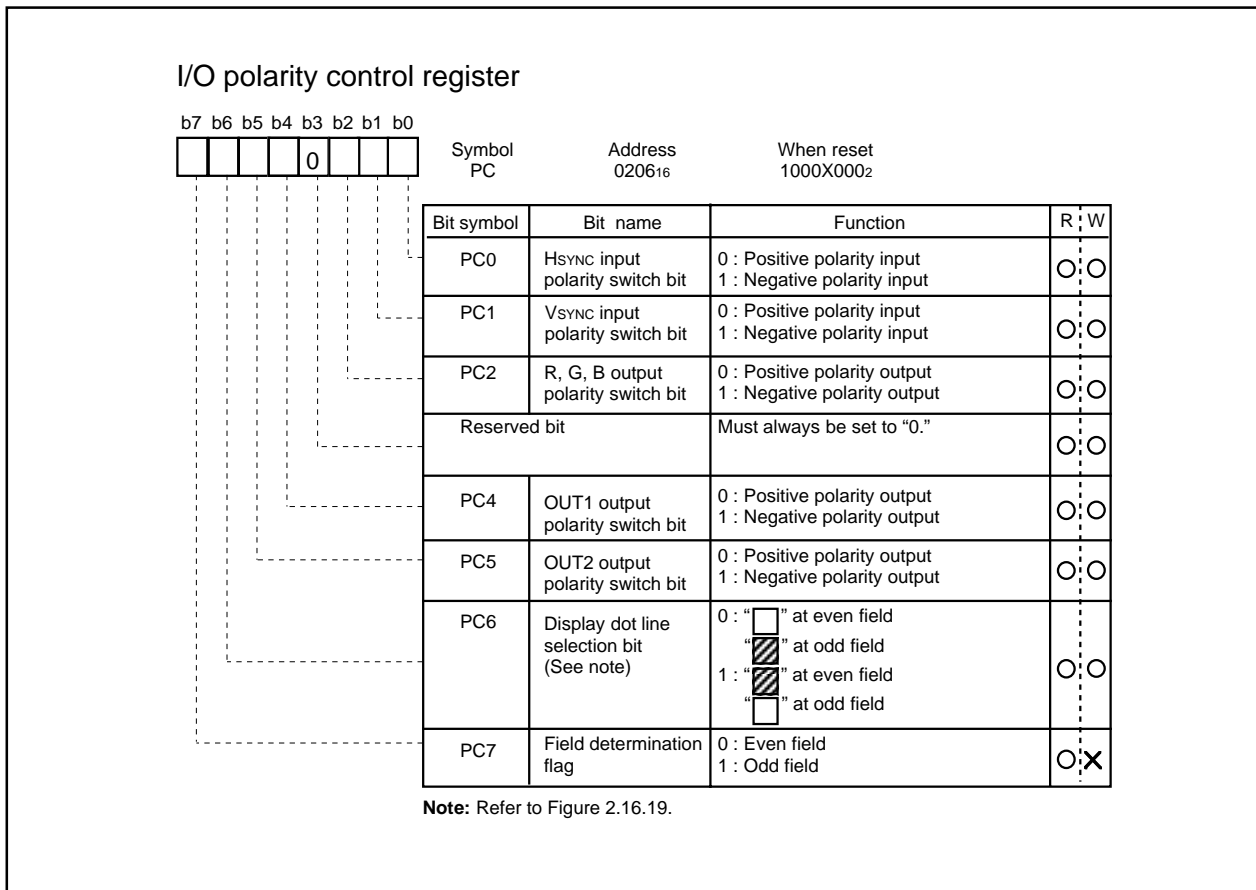 I/O polarity control register
b7 b6 b5 b4 b3 b2 b1 b0
0
Symbol Address When reset
PC 020616 1000X0002
Bit symbol Bit name Function R W
PC0 HSYNC input 0 : Positive polarity input
polarity switch bit 1 : Negative polarity input
PC1 VSYNC input 0 : Positive polarity input
polarity switch bit 1 : Negative polarity input
PC2 R, G, B output 0 : Positive polarity output
polarity switch bit 1 : Negative polarity output
Reserved bit Must always be set to “0.”
PC4 OUT1 output 0 : Positive polarity output
polarity switch bit 1 : Negative polarity output
PC5 OUT2 output 0 : Positive polarity output
polarity switch bit 1 : Negative polarity output
PC6 Display dot line 0 : “ ” at even field
selection bit “ ” at odd field
(See note) 1 : “ ” at even field
“ ” at odd field
PC7 Field determination 0 : Even field
flag 1 : Odd field
Note: Refer to Figure 2.16.19.